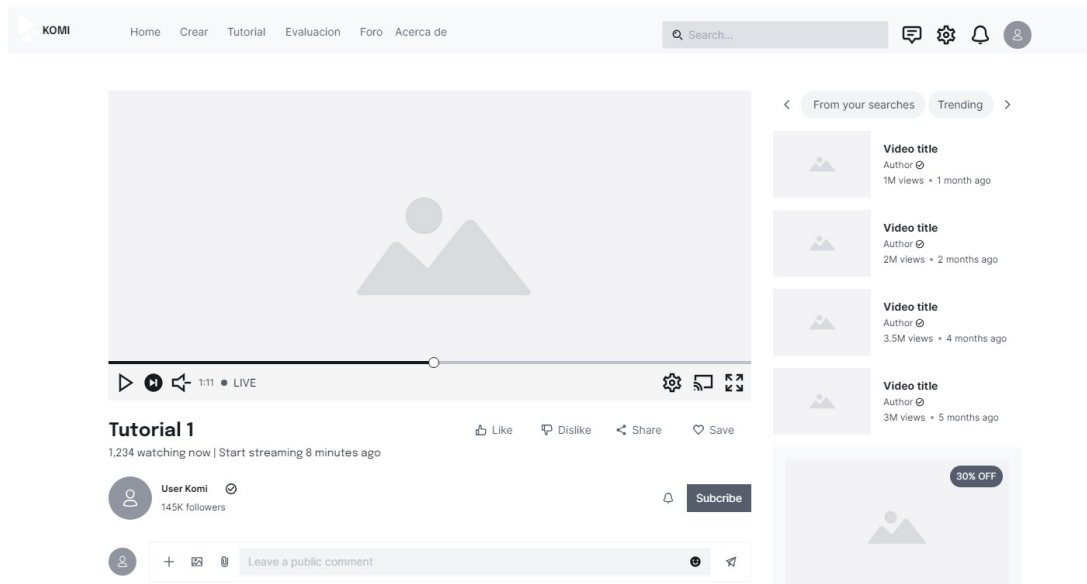 KOMI
Home Crear Tutorial Evaluacion Foro Acerca de
Search...
From your searches Trending
Video title
Author
1M views • 1 month ago
Video title
Author
2M views • 2 months ago
Video title
Author
3.5M views • 4 months ago
Video title
Author
3M views • 5 months ago
1:11 • LIVE
Tutorial 1
Like Dislike Share Save
1,234 watching now | Start streaming 8 minutes ago
User Komi
145K followers
Subcribe
30% OFF
Leave a public comment